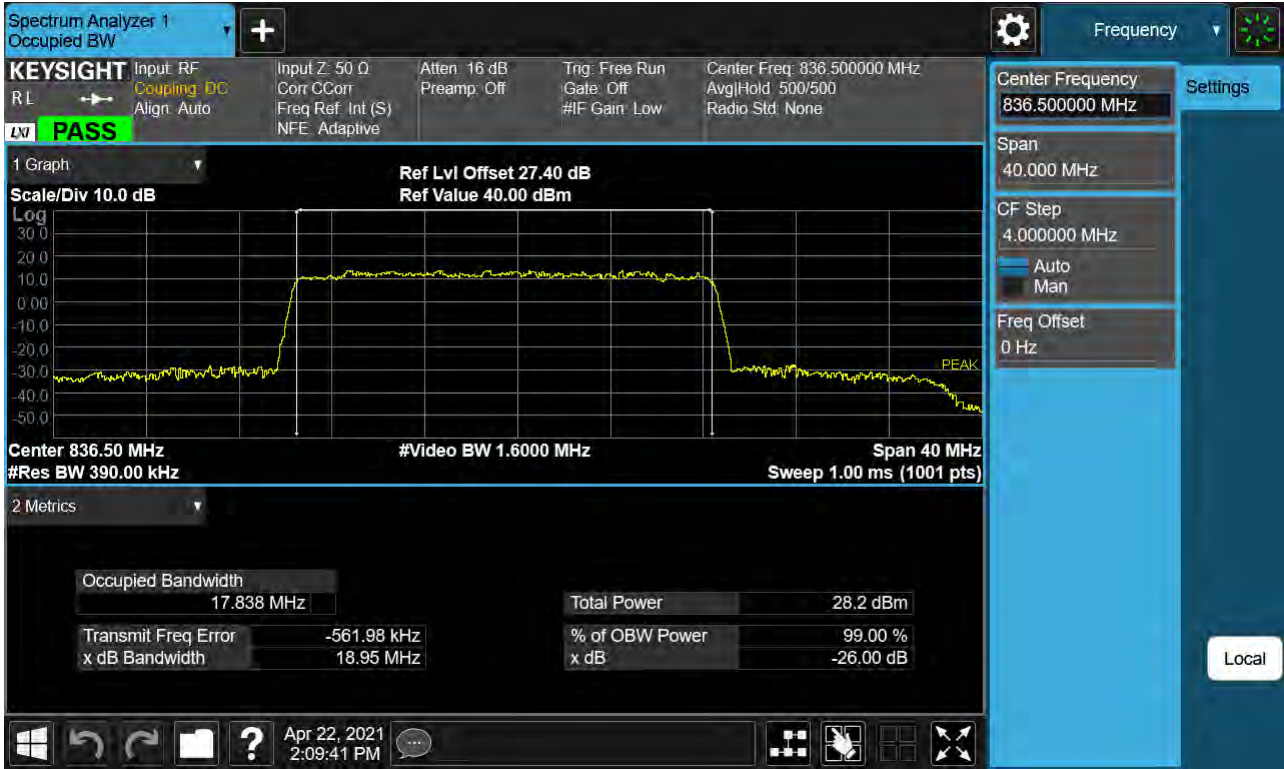 Spectrum Analyzer 1
Occupied BW
Frequency
KEYSIGHT
R L
LXI PASS
Input: RF
Coupling: DC
Align: Auto
Input Z: 50 Ω
Corr CCorr
Freq Ref: Int (S)
NFE: Adaptive
Atten: 16 dB
Preamp: Off
Trig: Free Run
Gate: Off
#IF Gain: Low
Center Freq: 836.500000 MHz
Avg|Hold: 500/500
Radio Std: None
Center Frequency
836.500000 MHz
Settings
Span
40.000 MHz
CF Step
4.000000 MHz
Auto
Man
Freq Offset
0 Hz
Local
1 Graph
Scale/Div 10.0 dB
Ref Lvl Offset 27.40 dB
Ref Value 40.00 dBm
Log
30.0
20.0
10.0
0.00
-10.0
-20.0
-30.0
-40.0
-50.0
PEAK
Center 836.50 MHz
#Video BW 1.6000 MHz
Span 40 MHz
#Res BW 390.00 kHz
Sweep 1.00 ms (1001 pts)
2 Metrics
Occupied Bandwidth
17.838 MHz
Total Power 28.2 dBm
Transmit Freq Error -561.98 kHz
% of OBW Power 99.00 %
x dB Bandwidth 18.95 MHz
x dB -26.00 dB
?
Apr 22, 2021
2:09:41 PM